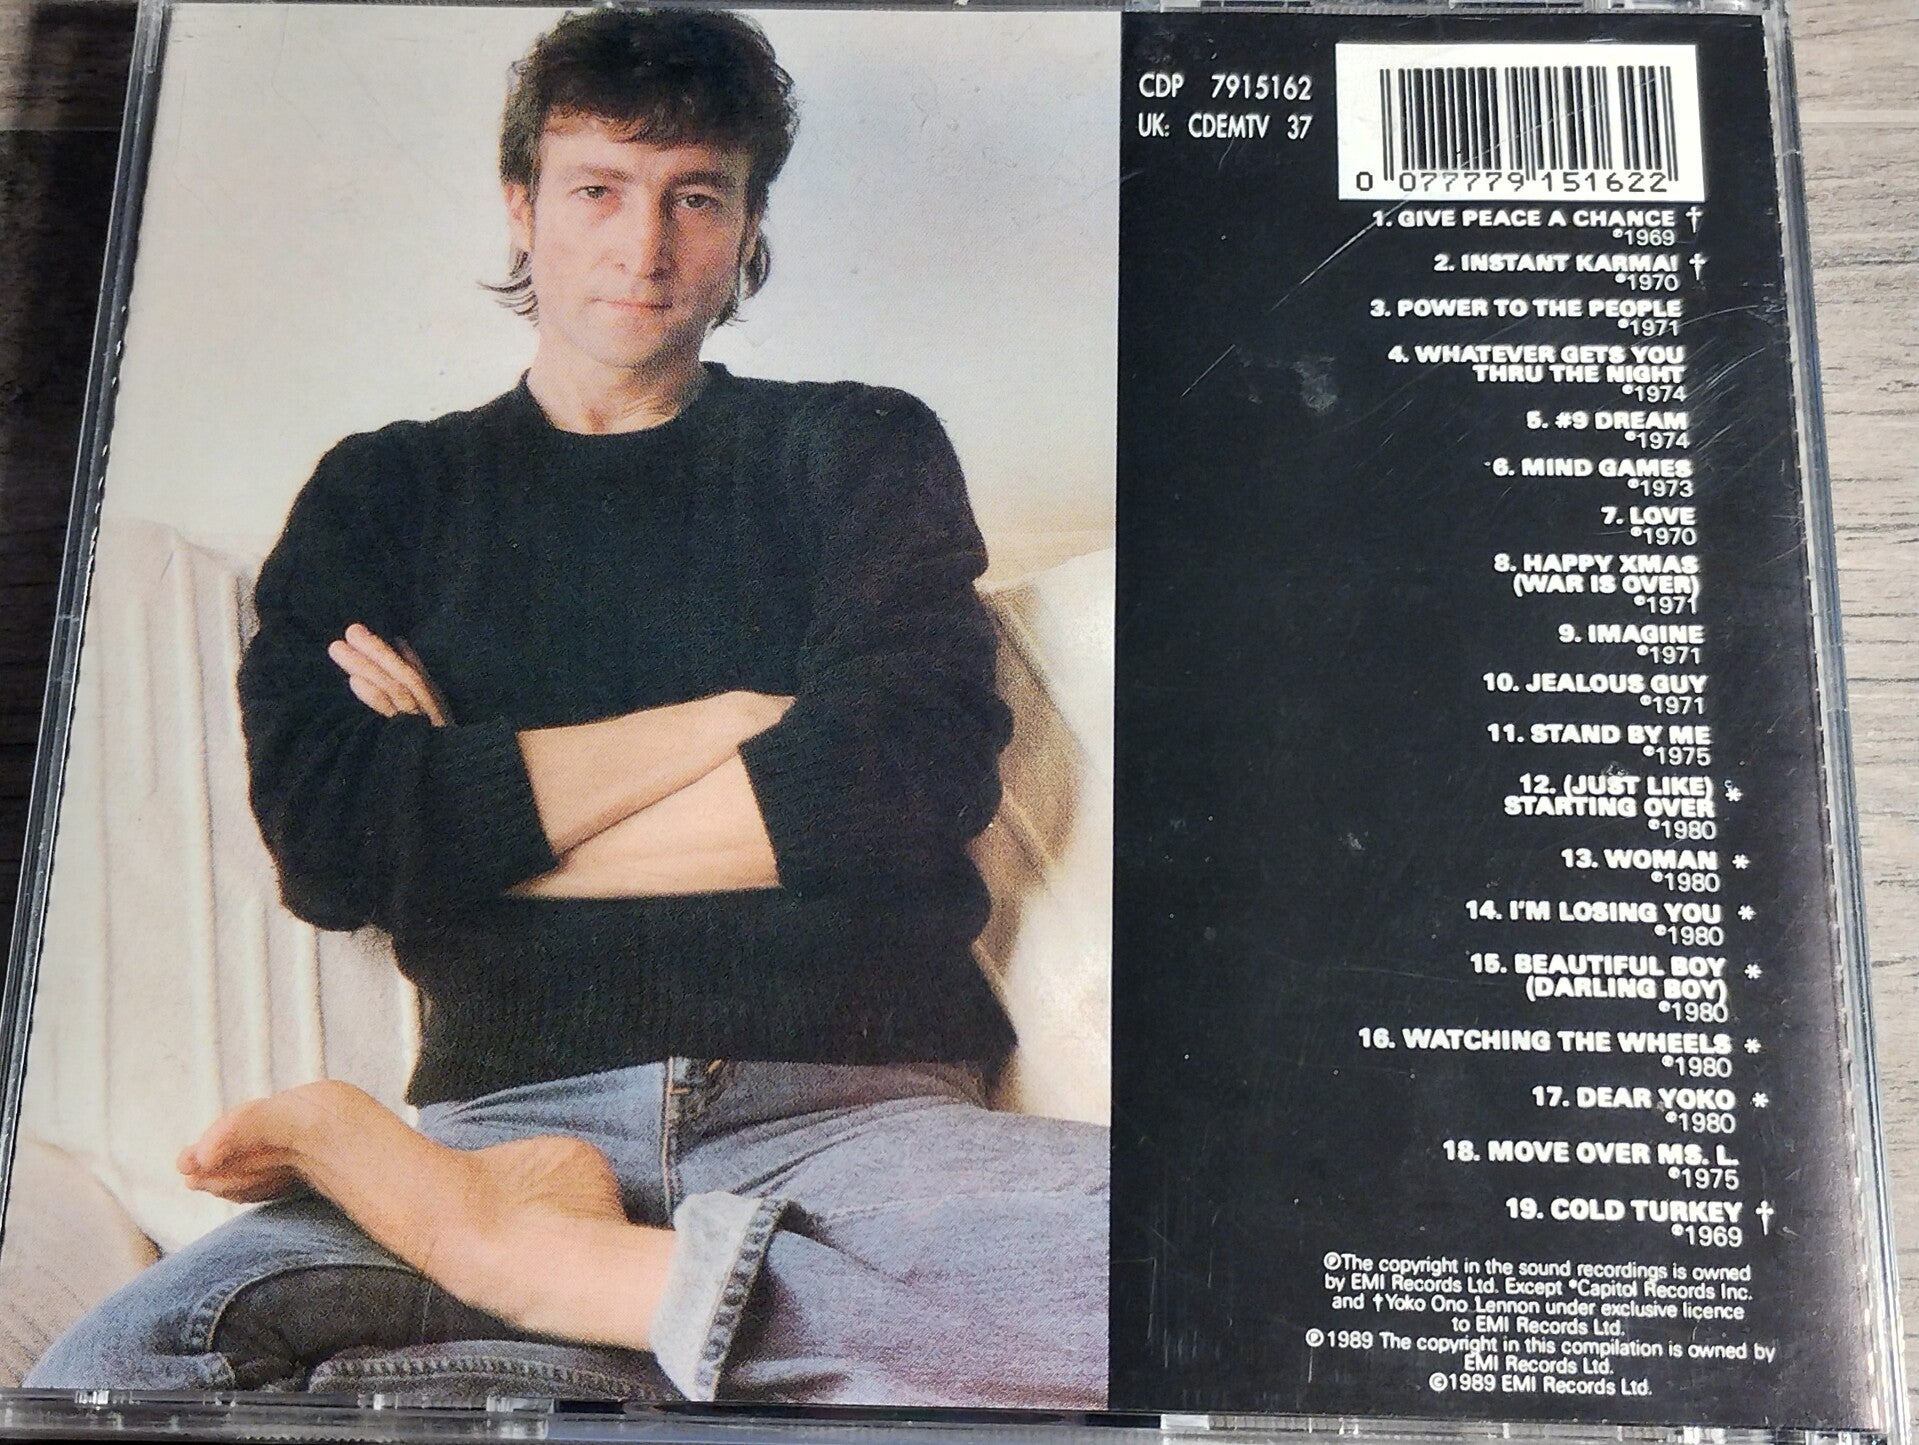 CDP 7915162
UK: CDEMTV 37
0 077779 151622
1. GIVE PEACE A CHANCE †
℗1969
2. INSTANT KARMA! †
℗1970
3. POWER TO THE PEOPLE
℗1971
4. WHATEVER GETS YOU
THRU THE NIGHT
℗1974
5. #9 DREAM
℗1974
6. MIND GAMES
℗1973
7. LOVE
℗1970
8. HAPPY XMAS
(WAR IS OVER)
℗1971
9. IMAGINE
℗1971
10. JEALOUS GUY
℗1971
11. STAND BY ME
℗1975
12. (JUST LIKE) *
STARTING OVER
℗1980
13. WOMAN *
℗1980
14. I'M LOSING YOU *
℗1980
15. BEAUTIFUL BOY *
(DARLING BOY)
℗1980
16. WATCHING THE WHEELS *
℗1980
17. DEAR YOKO *
℗1980
18. MOVE OVER MS. L.
℗1975
19. COLD TURKEY †
℗1969
℗The copyright in the sound recordings is owned
by EMI Records Ltd. Except *Capitol Records Inc.
and †Yoko Ono Lennon under exclusive licence
to EMI Records Ltd.
℗1989 The copyright in this compilation is owned by
EMI Records Ltd.
©1989 EMI Records Ltd.